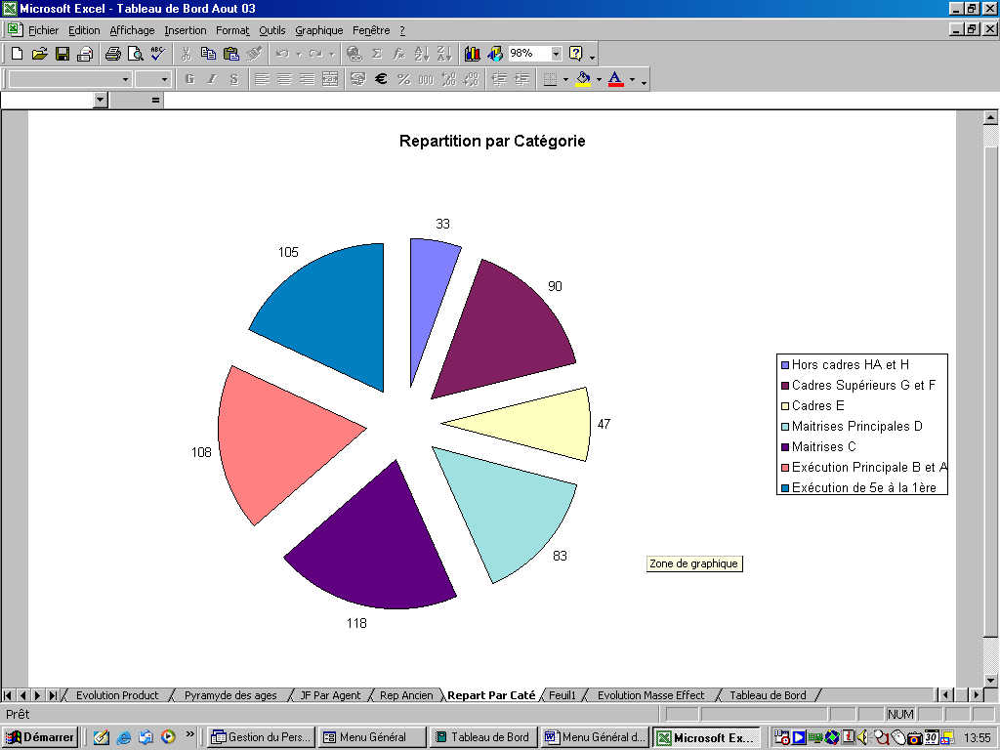 Microsoft Excel - Tableau de Bord Aout 03
Fichier Edition Affichage Insertion Format Outils Graphique Fenêtre ?
98%
G I S € % 000
=
Repartition par Catégorie
33
105
90
47
108
83
118
Hors cadres HA et H
Cadres Supérieurs G et F
Cadres E
Maitrises Principales D
Maitrises C
Exécution Principale B et A
Exécution de 5e à la 1ère
Zone de graphique
Evolution Product Pyramyde des ages JF Par Agent Rep Ancien Repart Par Caté Feuil1 Evolution Masse Effect Tableau de Bord
Prêt NUM
Démarrer Gestion du Pers... Menu Général Tableau de Bord Menu Général d... Microsoft Ex... 13:55